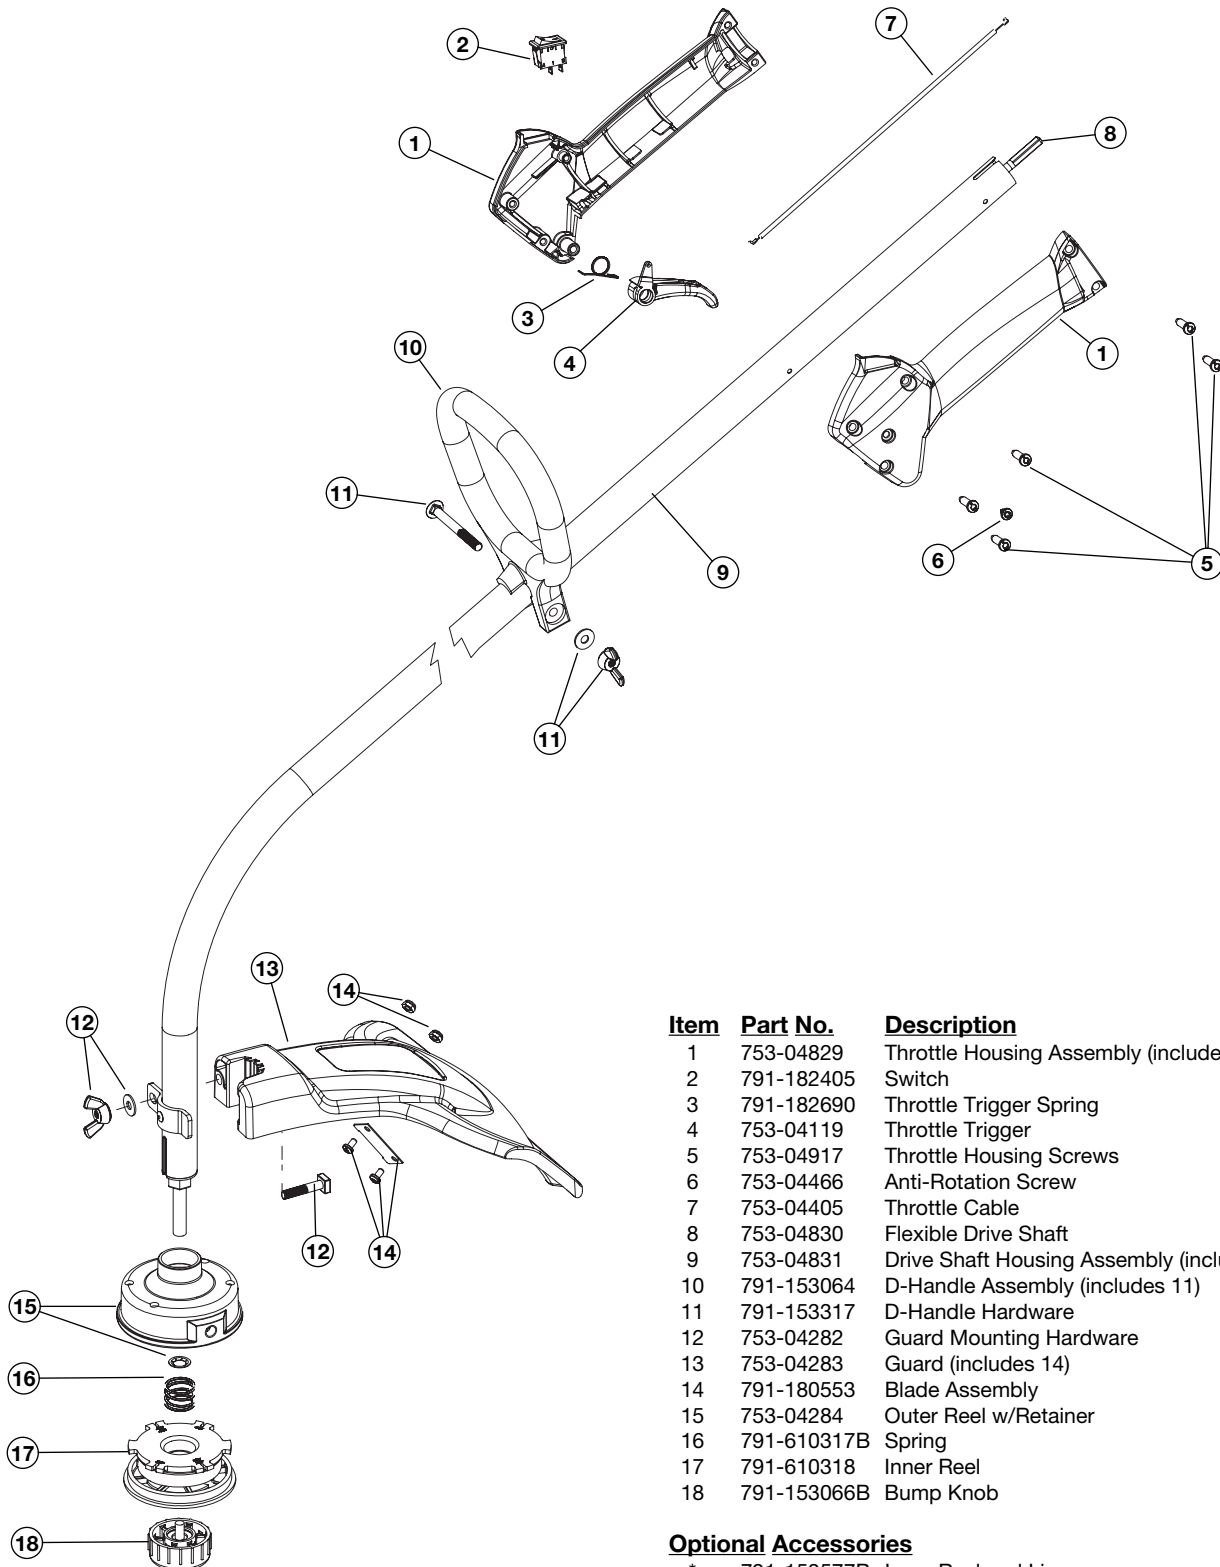 2
7
1
8
3
4
10
1
11
9
6
5
11
13
14
12
12
14
15
16
17
18
Item Part No. Description
1 753-04829 Throttle Housing Assembly
2 791-182405 Switch
3 791-182690 Throttle Trigger Spring
4 753-04119 Throttle Trigger
5 753-04917 Throttle Housing Screws
6 753-04466 Anti-Rotation Screw
7 753-04405 Throttle Cable
8 753-04830 Flexible Drive Shaft
9 753-04831 Drive Shaft Housing Assembly
10 791-153064 D-Handle Assembly (includes 11)
11 791-153317 D-Handle Hardware
12 753-04282 Guard Mounting Hardware
13 753-04283 Guard (includes 14)
14 791-180553 Blade Assembly
15 753-04284 Outer Reel w/Retainer
16 791-610317B Spring
17 791-610318 Inner Reel
18 791-153066B Bump Knob
Optional Accessories